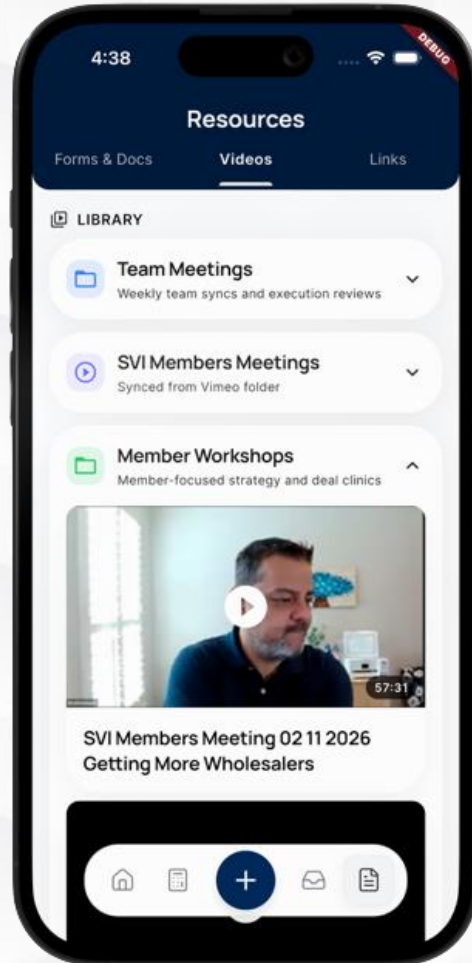 4:38
DEBUG
Resources
Forms & Docs
Videos
Links
LIBRARY
Team Meetings
Weekly team syncs and execution reviews
SVI Members Meetings
Synced from Vimeo folder
Member Workshops
Member-focused strategy and deal clinics
57:31
SVI Members Meeting 02 11 2026
Getting More Wholesalers